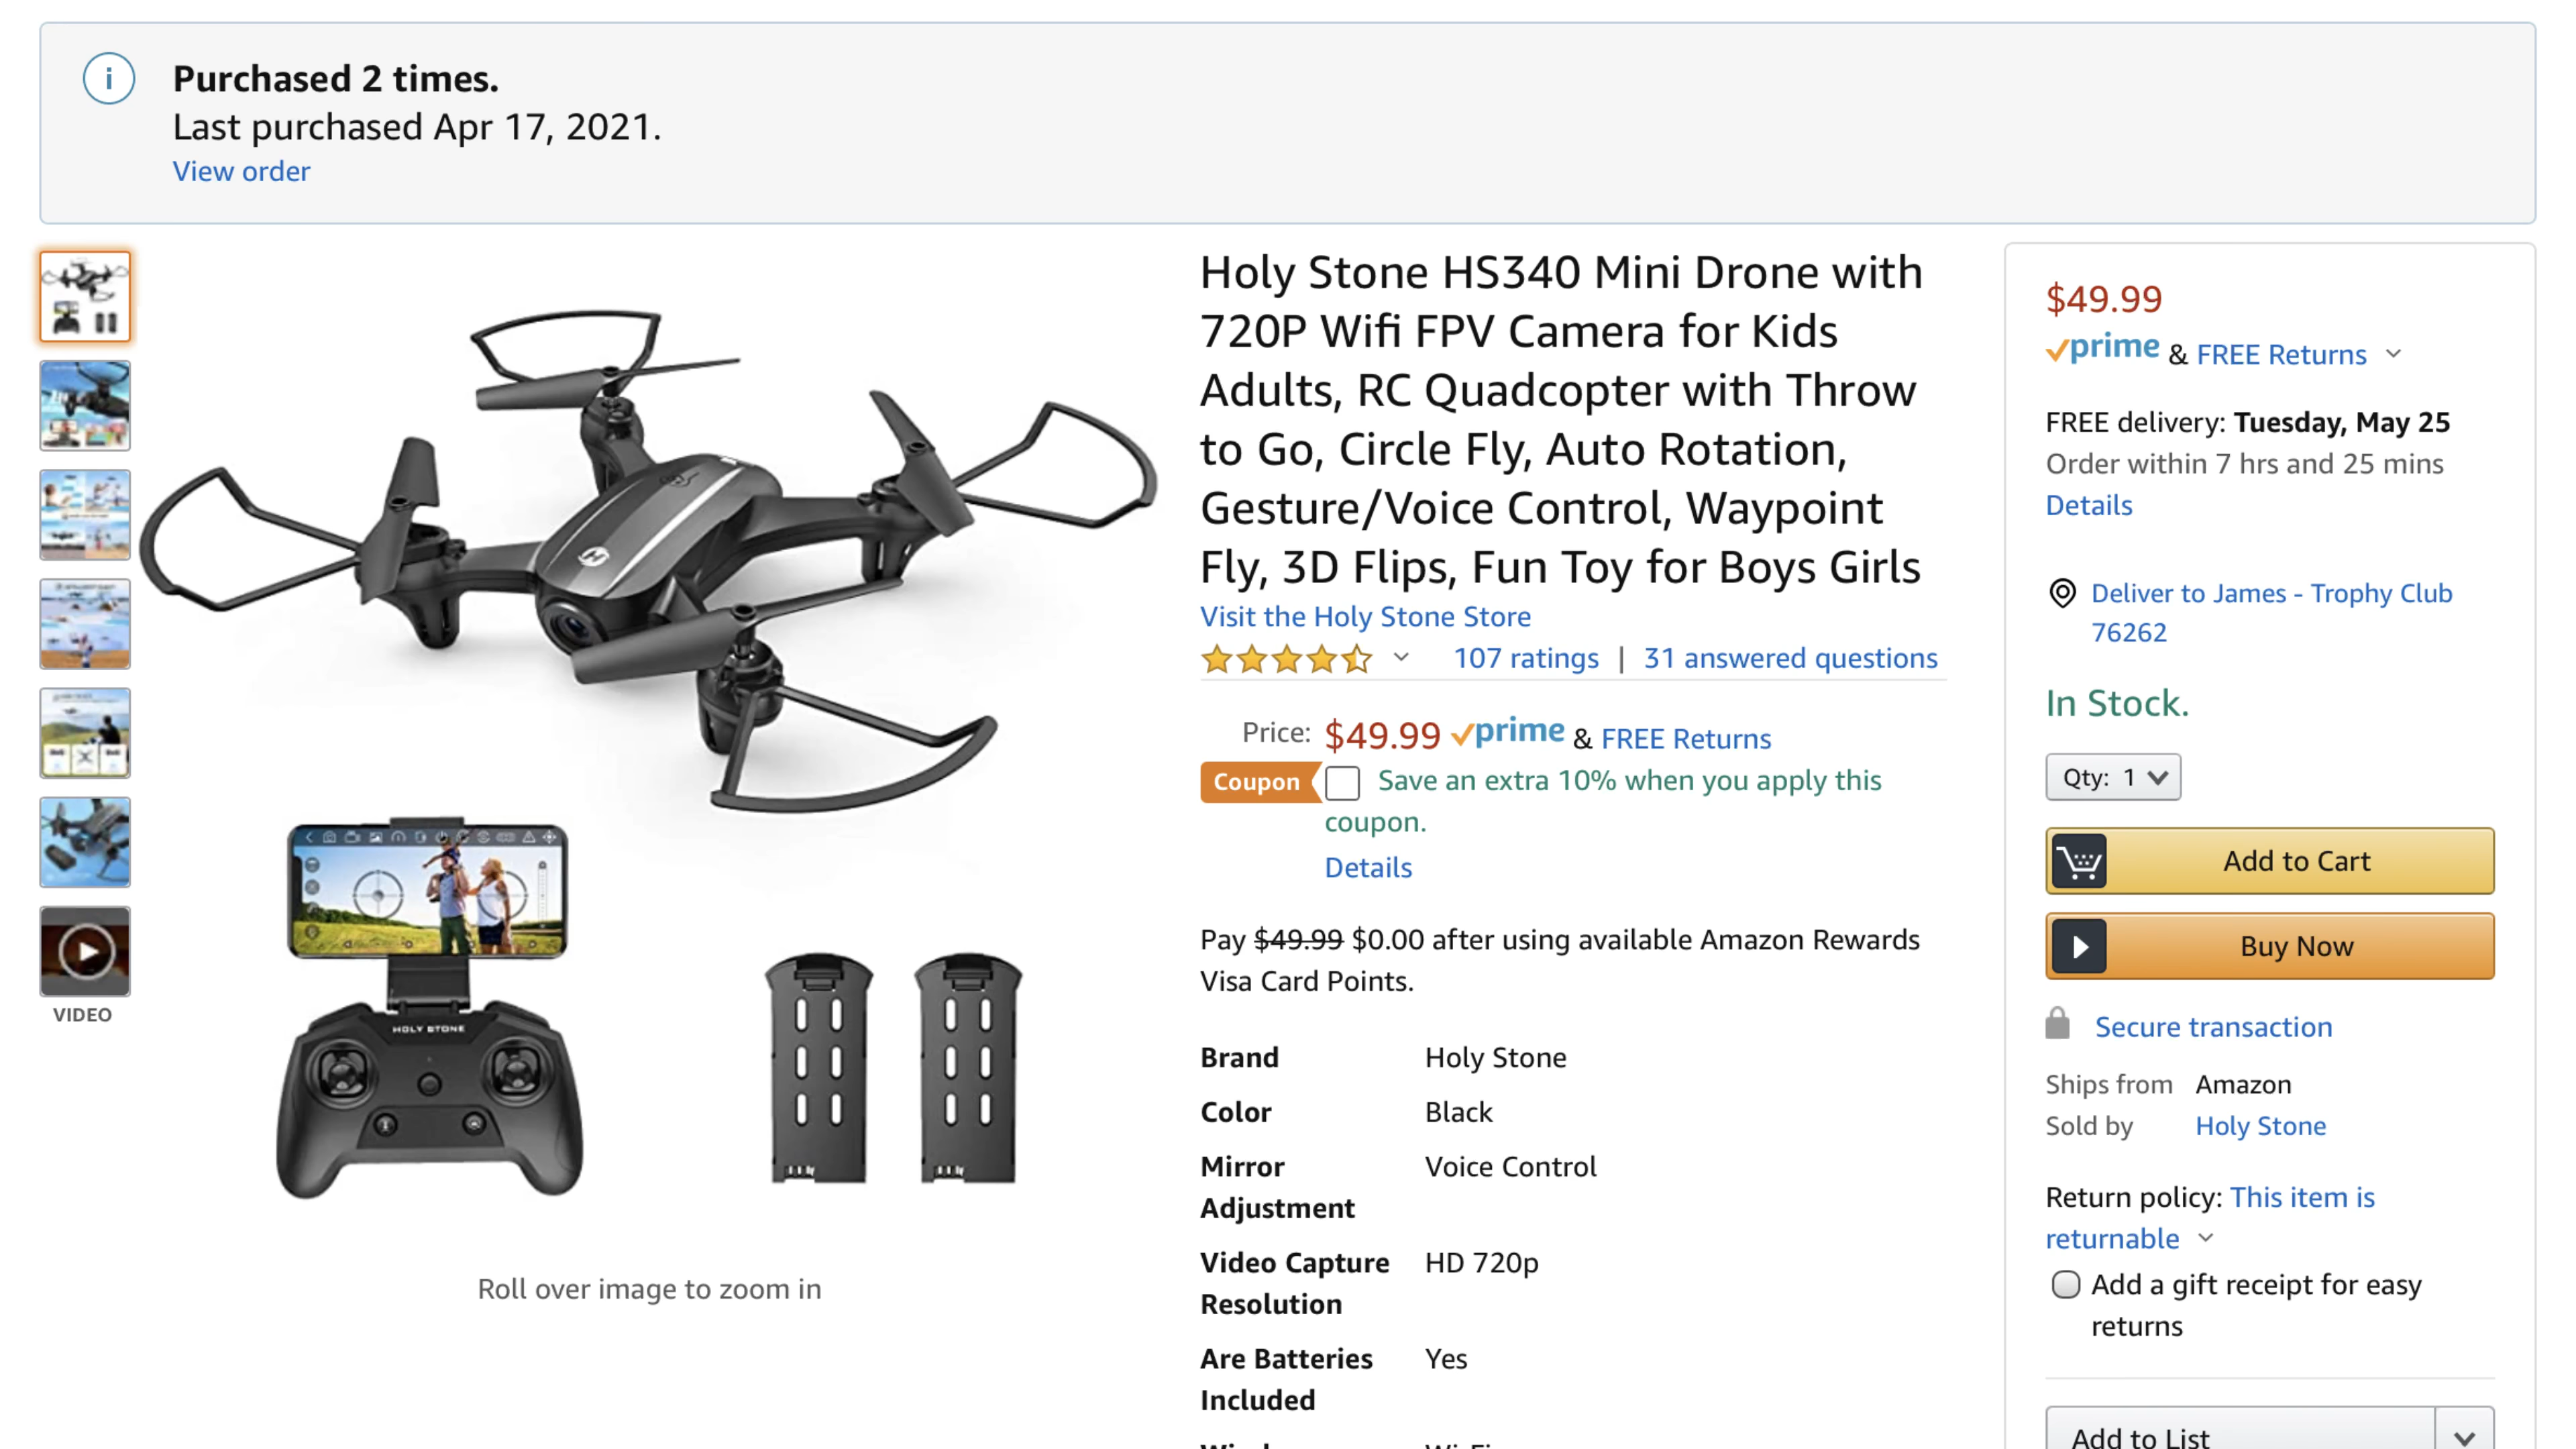 Purchased 2 times.
Last purchased Apr 17, 2021.
View order
VIDEO
HOLY STONE
Roll over image to zoom in
Holy Stone HS340 Mini Drone with
720P Wifi FPV Camera for Kids
Adults, RC Quadcopter with Throw
to Go, Circle Fly, Auto Rotation,
Gesture/Voice Control, Waypoint
Fly, 3D Flips, Fun Toy for Boys Girls
Visit the Holy Stone Store
107 ratings | 31 answered questions
Price: $49.99 prime & FREE Returns
Coupon Save an extra 10% when you apply this
coupon.
Details
Pay $49.99 $0.00 after using available Amazon Rewards
Visa Card Points.
Brand Holy Stone
Color Black
Mirror Voice Control
Adjustment
Video Capture HD 720p
Resolution
Are Batteries Yes
Included
$49.99
prime & FREE Returns
FREE delivery: Tuesday, May 25
Order within 7 hrs and 25 mins
Details
Deliver to James - Trophy Club
76262
In Stock.
Qty: 1
Add to Cart
Buy Now
Secure transaction
Ships from Amazon
Sold by Holy Stone
Return policy: This item is
returnable
Add a gift receipt for easy
returns
Add to List